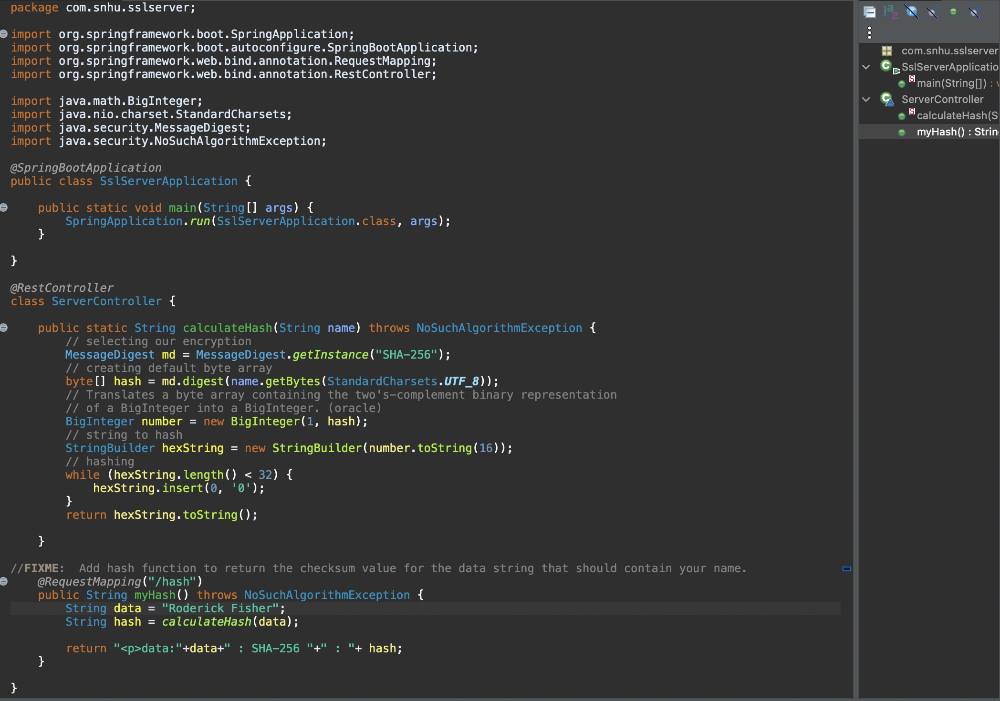 package com.snhu.sslserver;
import org.springframework.boot.SpringApplication;
import org.springframework.boot.autoconfigure.SpringBootApplication;
import org.springframework.web.bind.annotation.RequestMapping;
import org.springframework.web.bind.annotation.RestController;
import java.math.BigInteger;
import java.nio.charset.StandardCharsets;
import java.security.MessageDigest;
import java.security.NoSuchAlgorithmException;
@SpringBootApplication
public class SslServerApplication {
public static void main(String[] args) {
SpringApplication.run(SslServerApplication.class, args);
}
}
@RestController
class ServerController {
public static String calculateHash(String name) throws NoSuchAlgorithmException {
// selecting our encryption
MessageDigest md = MessageDigest.getInstance("SHA-256");
// creating default byte array
byte[] hash = md.digest(name.getBytes(StandardCharsets.UTF_8));
// Translates a byte array containing the two's-complement binary representation
// of a BigInteger into a BigInteger. (oracle)
BigInteger number = new BigInteger(1, hash);
// string to hash
StringBuilder hexString = new StringBuilder(number.toString(16));
// hashing
while (hexString.length() < 32) {
hexString.insert(0, '0');
}
return hexString.toString();
}
//FIXME:  Add hash function to return the checksum value for the data string that should contain your name.
@RequestMapping("/hash")
public String myHash() throws NoSuchAlgorithmException {
String data = "Roderick Fisher";
String hash = calculateHash(data);
return "<p>data:"+data+" : SHA-256 "+" : "+ hash;
}
}
com.snhu.sslserver
SslServerApplicatio
main(String[]) : v
ServerController
calculateHash(S
myHash() : String